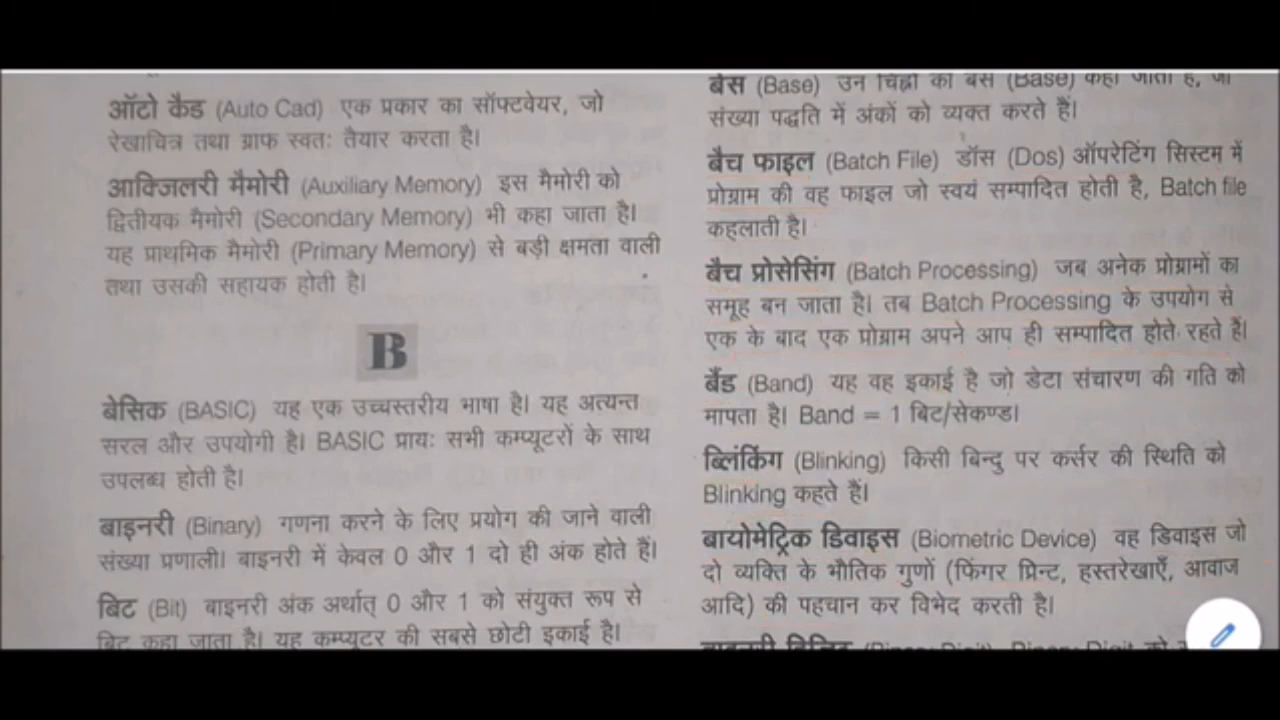 ऑटो कैड (Auto Cad) एक प्रकार का सॉफ्टवेयर, जो
रेखाचित्र तथा ग्राफ स्वतः तैयार करता है।
आक्जिलरी मैमोरी (Auxiliary Memory) इस मैमोरी को
द्वितीयक मैमोरी (Secondary Memory) भी कहा जाता है।
यह प्राथमिक मैमोरी (Primary Memory) से बड़ी क्षमता वाली
तथा उसकी सहायक होती है।
B
बेसिक (BASIC) यह एक उच्चस्तरीय भाषा है। यह अत्यन्त
सरल और उपयोगी है। BASIC प्रायः सभी कम्प्यूटरों के साथ
उपलब्ध होती है।
बाइनरी (Binary) गणना करने के लिए प्रयोग की जाने वाली
संख्या प्रणाली। बाइनरी में केवल 0 और 1 दो ही अंक होते हैं।
बिट (Bit) बाइनरी अंक अर्थात् 0 और 1 को संयुक्त रूप से
बिट कहा जाता है। यह कम्प्यूटर की सबसे छोटी इकाई है।
बेस (Base) उन चिह्नों को बेस (Base) कहा जाता है, जो
संख्या पद्धति में अंकों को व्यक्त करते हैं।
बैच फाइल (Batch File) डॉस (Dos) ऑपरेटिंग सिस्टम में
प्रोग्राम की वह फाइल जो स्वयं सम्पादित होती है, Batch file
कहलाती है।
बैच प्रोसेसिंग (Batch Processing) जब अनेक प्रोग्रामों का
समूह बन जाता है। तब Batch Processing के उपयोग से
एक के बाद एक प्रोग्राम अपने आप ही सम्पादित होते रहते हैं।
बैंड (Band) यह वह इकाई है जो डेटा संचारण की गति को
मापता है। Band = 1 बिट/सेकण्ड।
ब्लिंकिंग (Blinking) किसी बिन्दु पर कर्सर की स्थिति को
Blinking कहते हैं।
बायोमेट्रिक डिवाइस (Biometric Device) वह डिवाइस जो
दो व्यक्ति के भौतिक गुणों (फिंगर प्रिन्ट, हस्तरेखाएँ, आवाज
आदि) की पहचान कर विभेद करती है।
बाइनरी डिजिट (Binary Digit) Binary Digit को